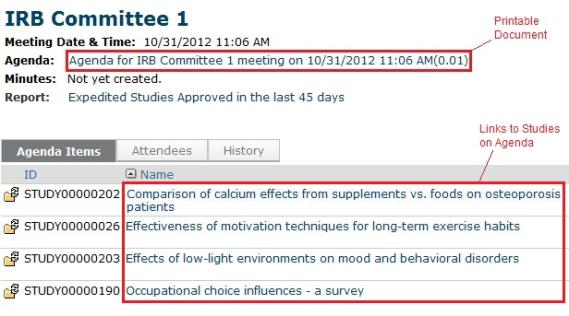 IRB Committee 1
Printable
Document
Meeting Date & Time: 10/31/2012 11:06 AM
Agenda: Agenda for IRB Committee 1 meeting on 10/31/2012 11:06 AM(0.01)
Minutes: Not yet created.
Report: Expedited Studies Approved in the last 45 days
Links to Studies
on Agenda
Agenda Items Attendees History
ID Name
STUDY00000202 Comparison of calcium effects from supplements vs. foods on osteoporosis
patients
STUDY00000026 Effectiveness of motivation techniques for long-term exercise habits
STUDY00000203 Effects of low-light environments on mood and behavioral disorders
STUDY00000190 Occupational choice influences - a survey